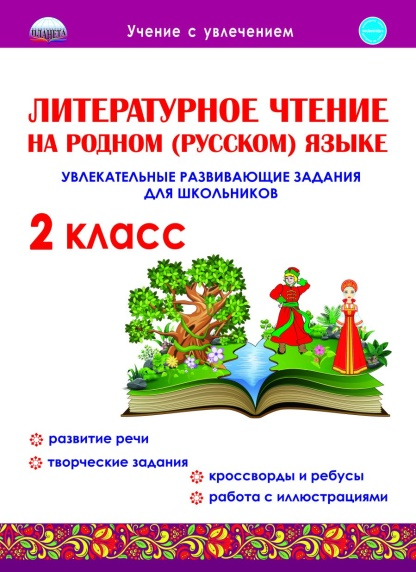 ПЛАНЕТА
Учение с увлечением
ЛИТЕРАТУРНОЕ ЧТЕНИЕ
НА РОДНОМ (РУССКОМ) ЯЗЫКЕ
УВЛЕКАТЕЛЬНЫЕ РАЗВИВАЮЩИЕ ЗАДАНИЯ
ДЛЯ ШКОЛЬНИКОВ
2 класс
развитие речи
творческие задания
кроссворды и ребусы
работа с иллюстрациями